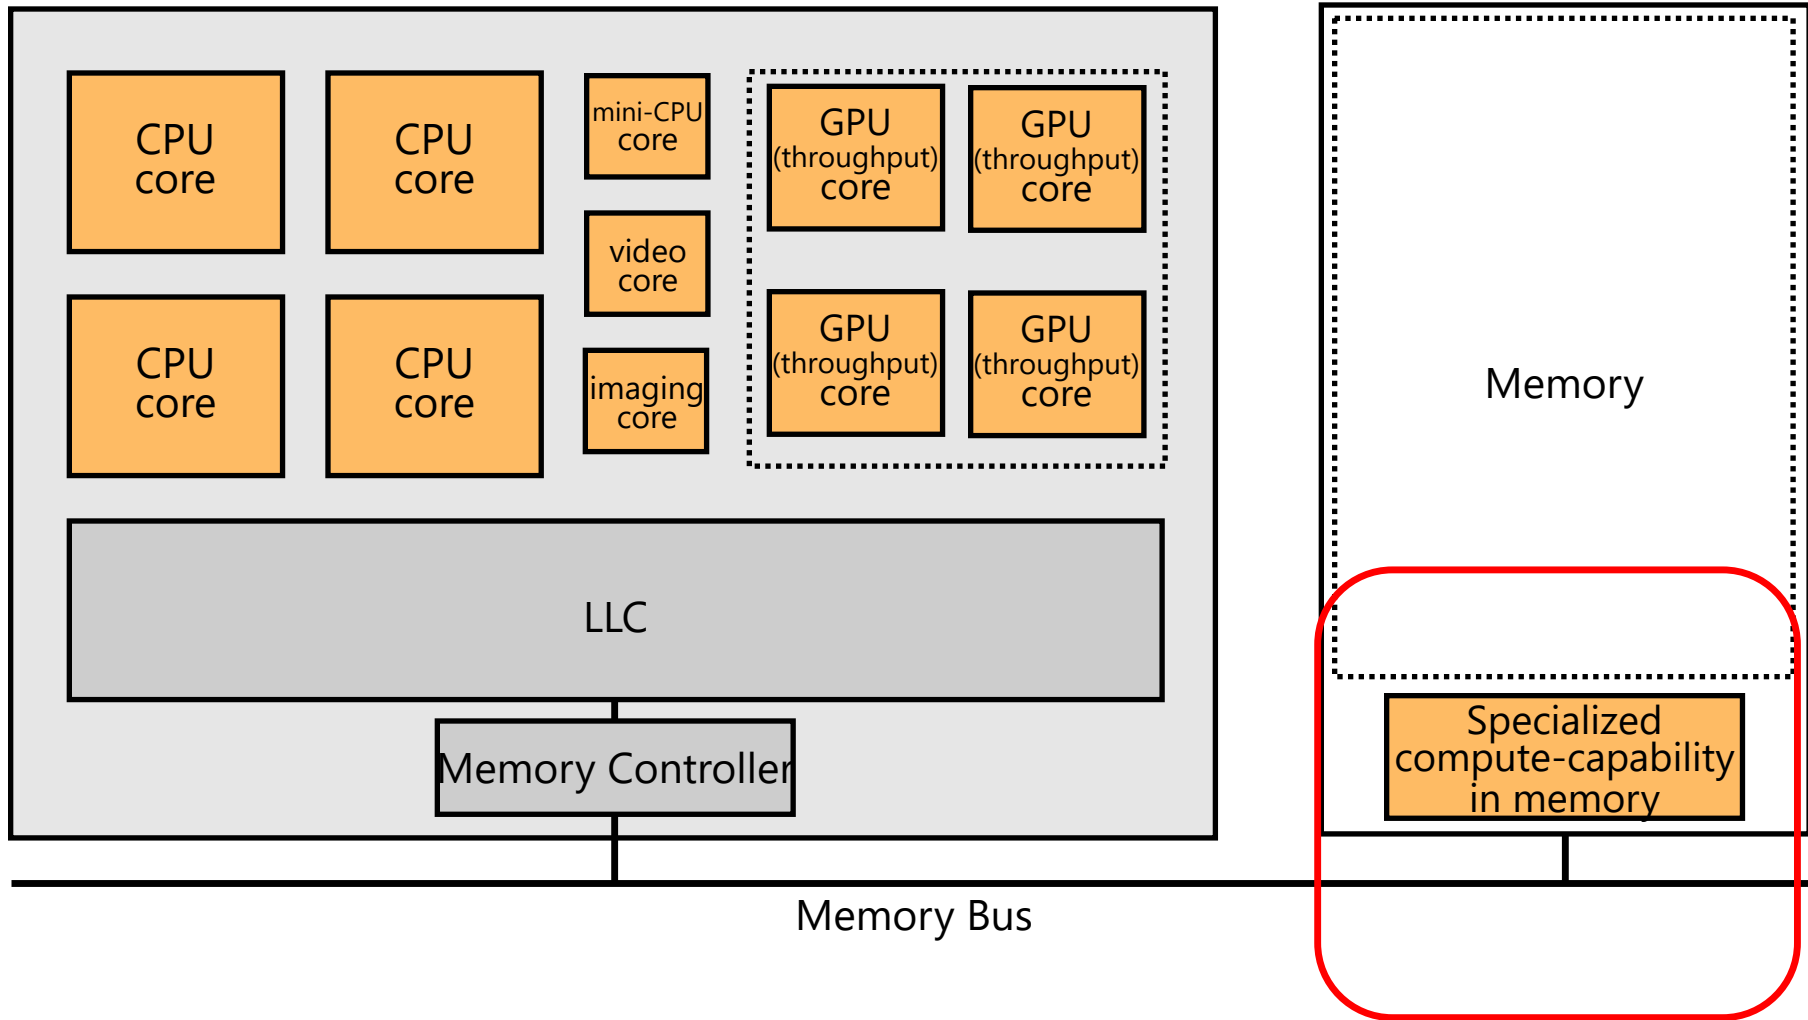 CPU
core
CPU
core
mini-CPU
core
video
core
imaging
core
GPU
(throughput)
core
GPU
(throughput)
core
CPU
core
CPU
core
GPU
(throughput)
core
GPU
(throughput)
core
LLC
Memory Controller
Memory
Specialized
compute-capability
in memory
Memory Bus